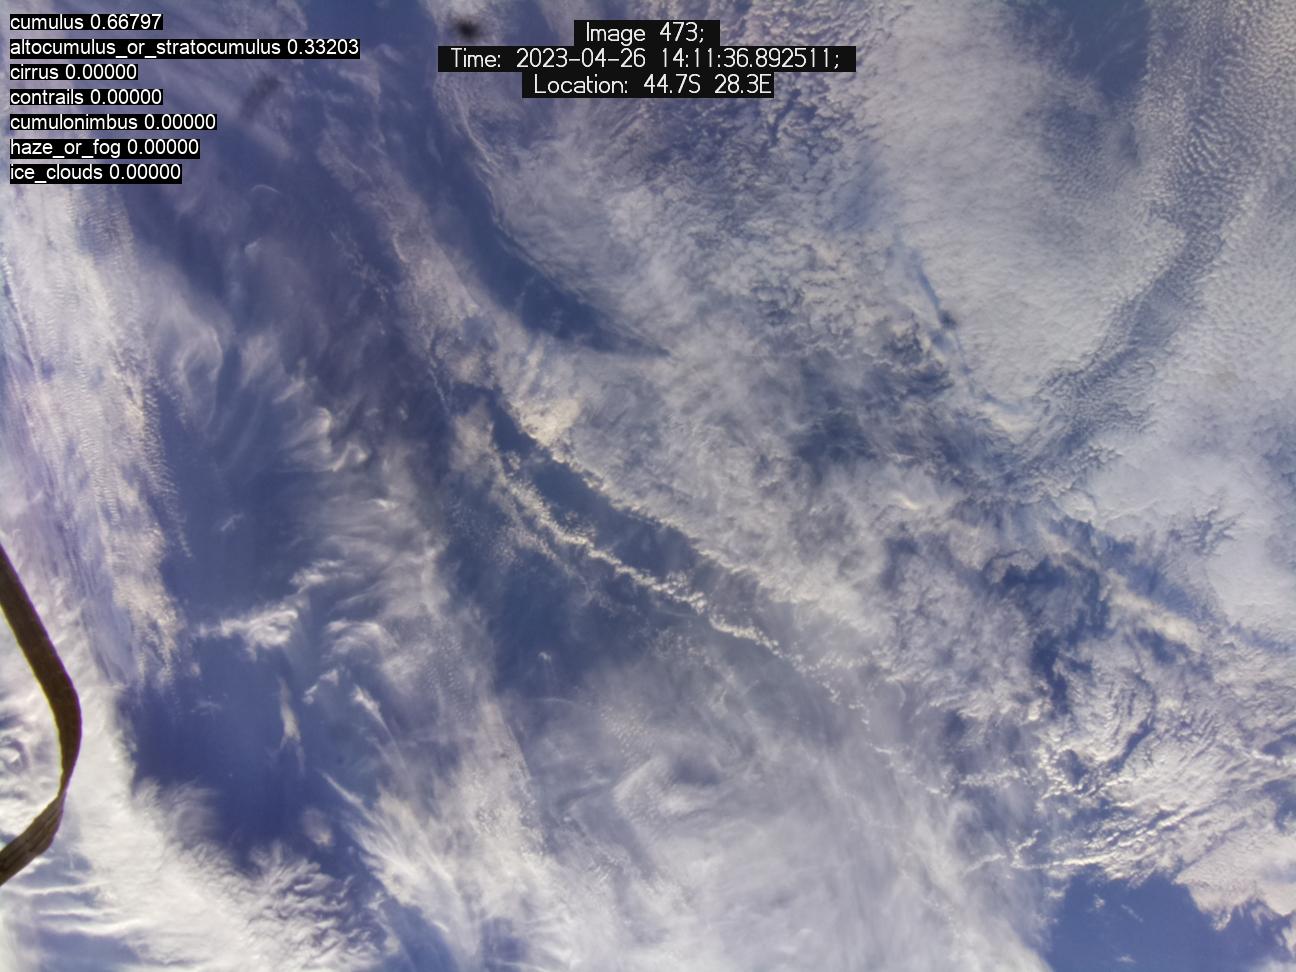 cumulus 0.66797
altocumulus_or_stratocumulus 0.33203
cirrus 0.00000
contrails 0.00000
cumulonimbus 0.00000
haze_or_fog 0.00000
ice_clouds 0.00000
Image 473;
Time: 2023-04-26 14:11:36.892511;
Location: 44.7S 28.3E